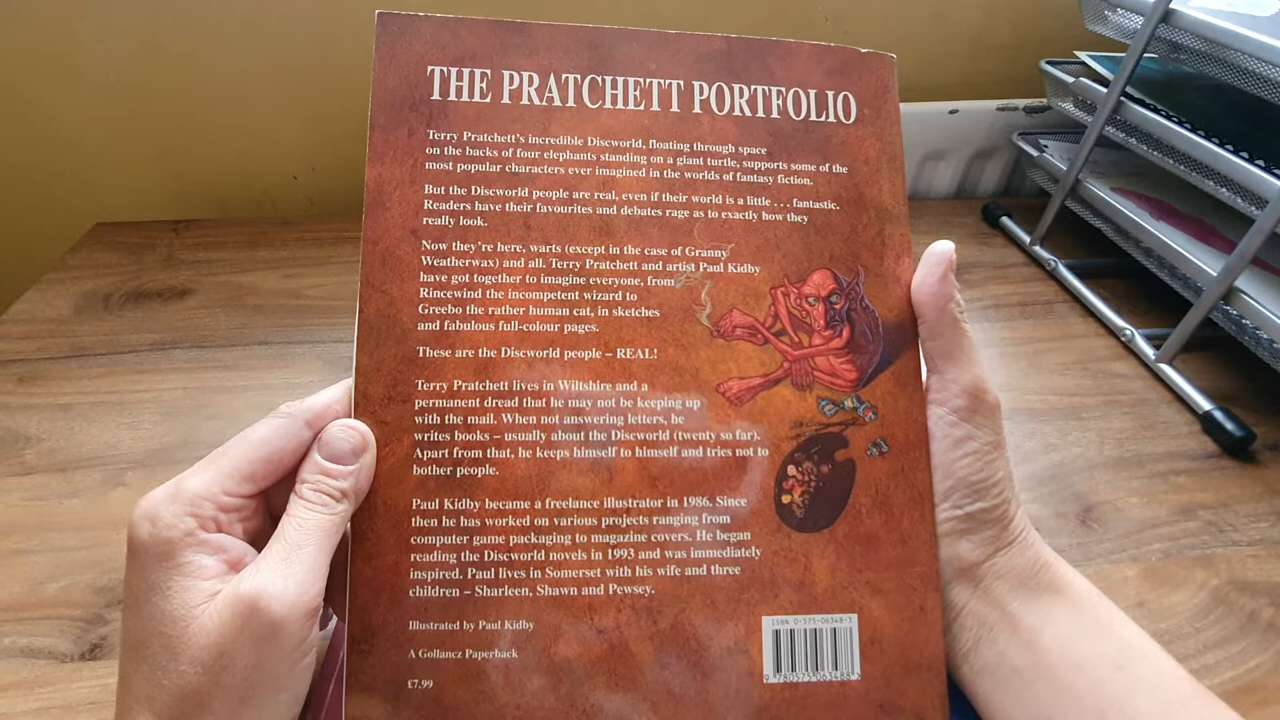 THE PRATCHETT PORTFOLIO
Terry Pratchett's incredible Discworld, floating through space
on the backs of four elephants standing on a giant turtle, supports some of the
most popular characters ever imagined in the worlds of fantasy fiction.
But the Discworld people are real, even if their world is a little . . . fantastic.
Readers have their favourites and debates rage as to exactly how they
really look.
Now they're here, warts (except in the case of Granny
Weatherwax) and all. Terry Pratchett and artist Paul Kidby
have got together to imagine everyone, from
Rincewind the incompetent wizard to
Greebo the rather human cat, in sketches
and fabulous full-colour pages.
These are the Discworld people – REAL!
Terry Pratchett lives in Wiltshire and a
permanent dread that he may not be keeping up
with the mail. When not answering letters, he
writes books – usually about the Discworld (twenty so far).
Apart from that, he keeps himself to himself and tries not to
bother people.
Paul Kidby became a freelance illustrator in 1986. Since
then he has worked on various projects ranging from
computer game packaging to magazine covers. He began
reading the Discworld novels in 1993 and was immediately
inspired. Paul lives in Somerset with his wife and three
children – Sharleen, Shawn and Pewsey.
Illustrated by Paul Kidby
A Gollancz Paperback
£7.99
ISBN 0-575-06348-3
9 780575 063488